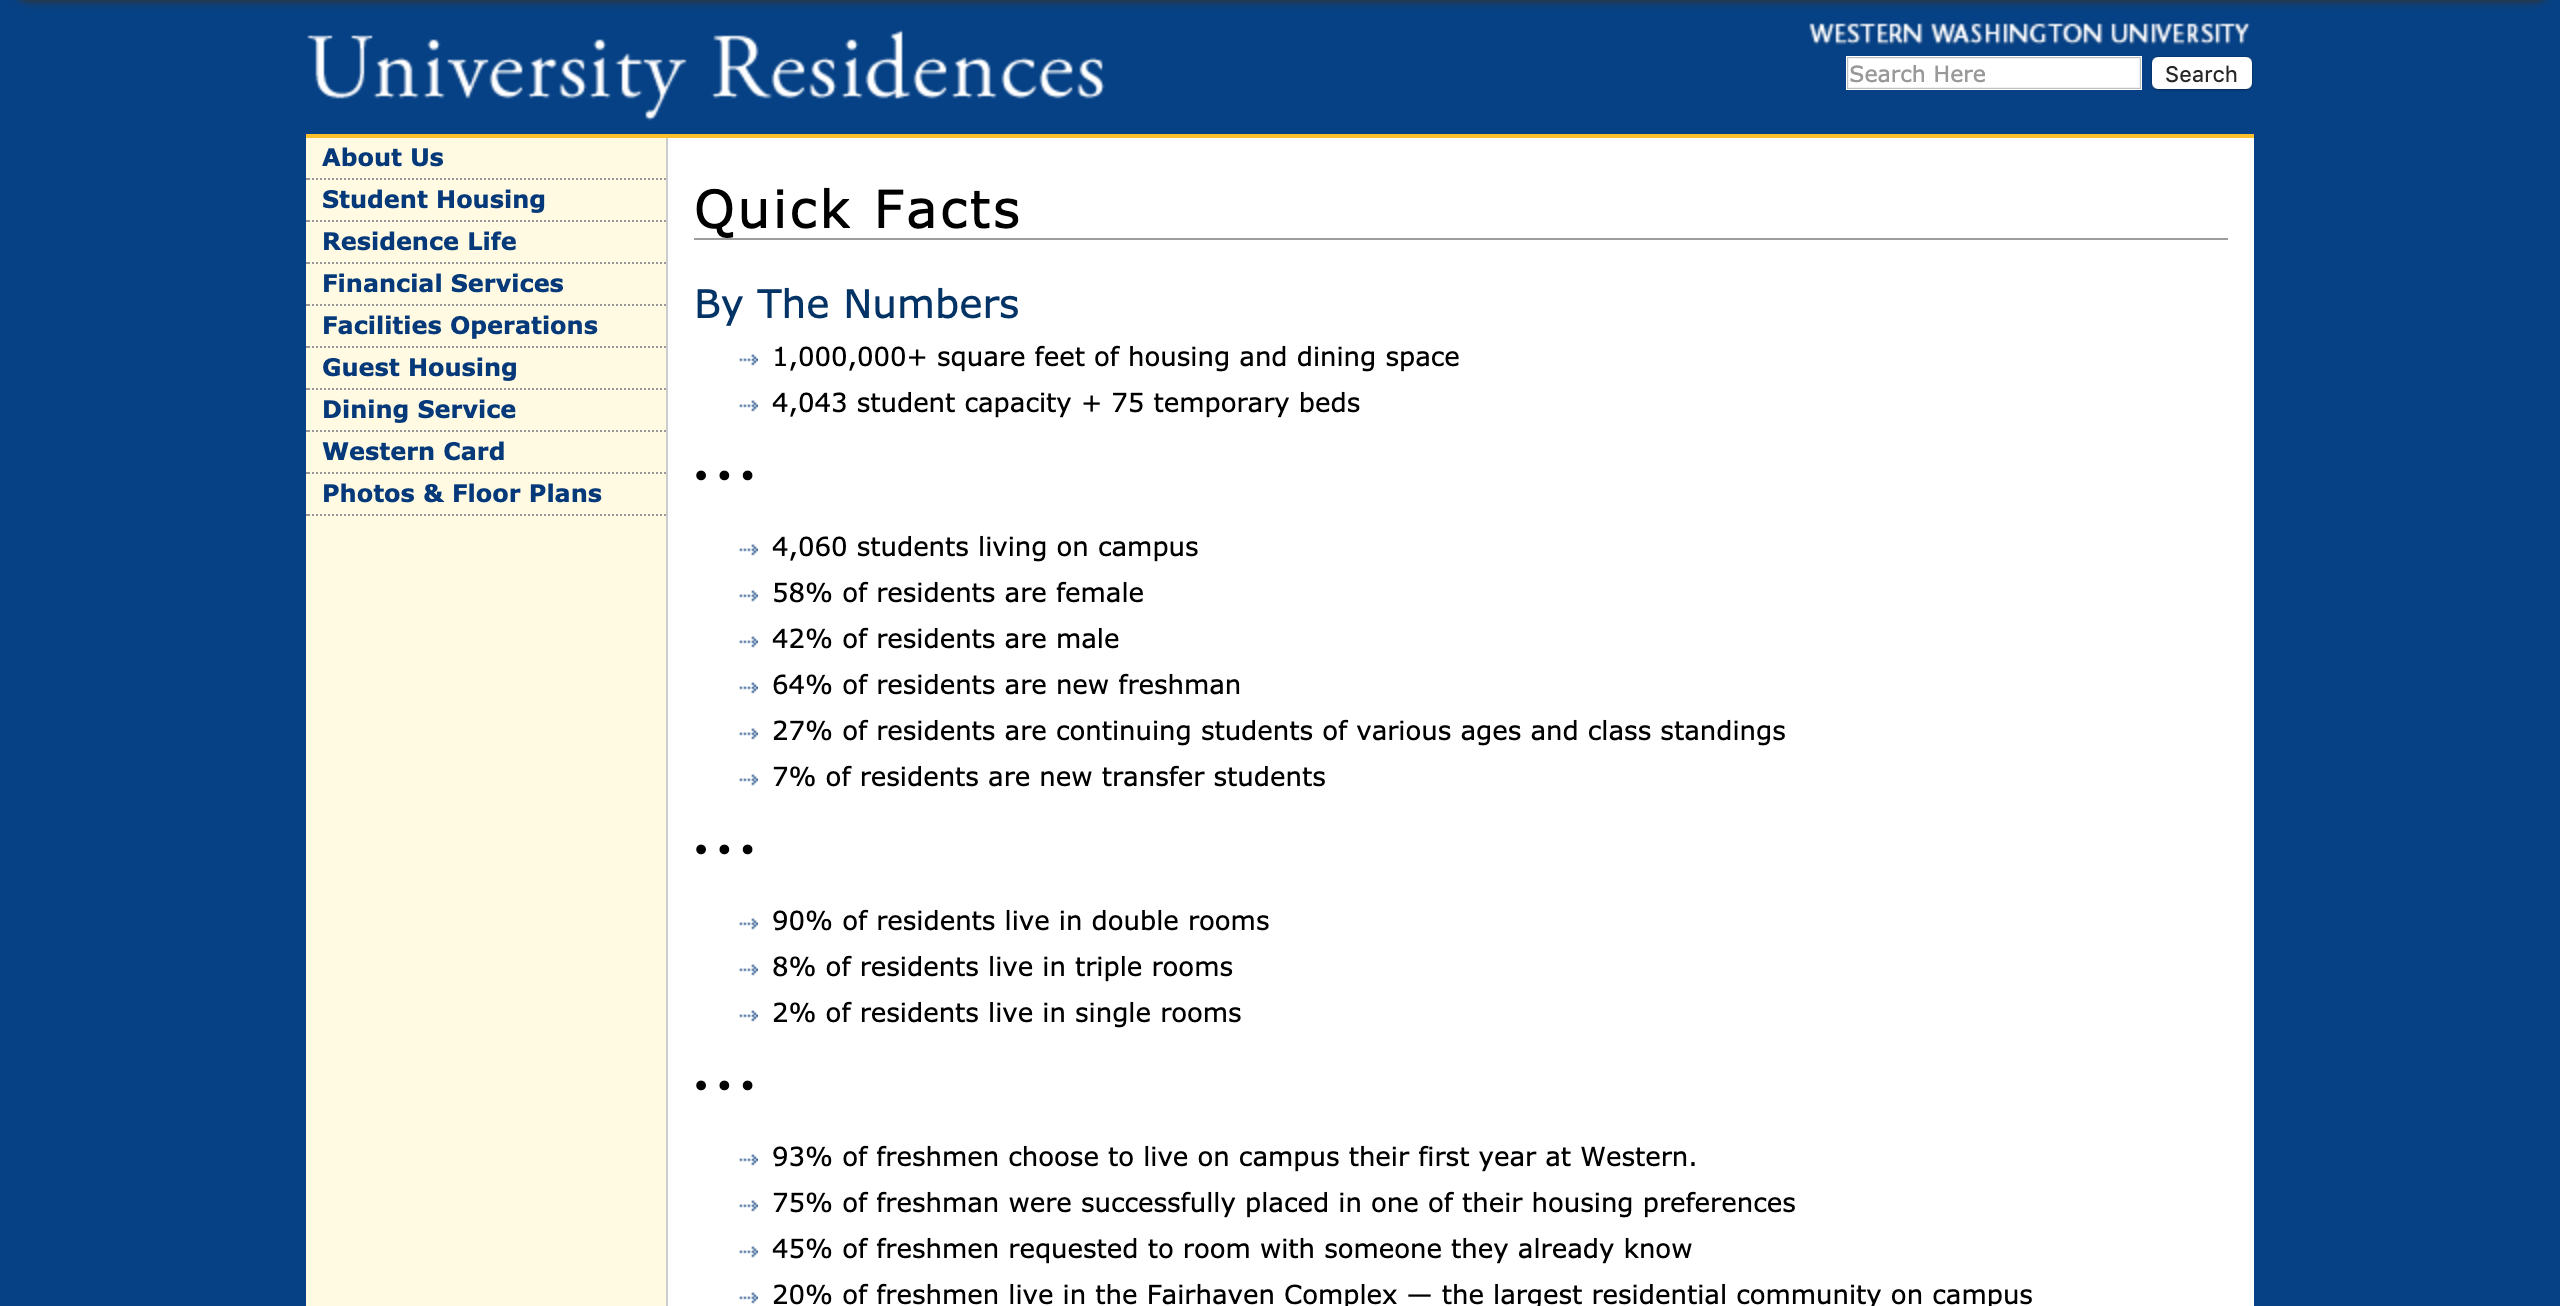 University Residences
WESTERN WASHINGTON UNIVERSITY
Search Here
Search
About Us
Student Housing
Residence Life
Financial Services
Facilities Operations
Guest Housing
Dining Service
Western Card
Photos & Floor Plans
Quick Facts
By The Numbers
1,000,000+ square feet of housing and dining space
4,043 student capacity + 75 temporary beds
• • •
4,060 students living on campus
58% of residents are female
42% of residents are male
64% of residents are new freshman
27% of residents are continuing students of various ages and class standings
7% of residents are new transfer students
• • •
90% of residents live in double rooms
8% of residents live in triple rooms
2% of residents live in single rooms
• • •
93% of freshmen choose to live on campus their first year at Western.
75% of freshman were successfully placed in one of their housing preferences
45% of freshmen requested to room with someone they already know
20% of freshmen live in the Fairhaven Complex — the largest residential community on campus